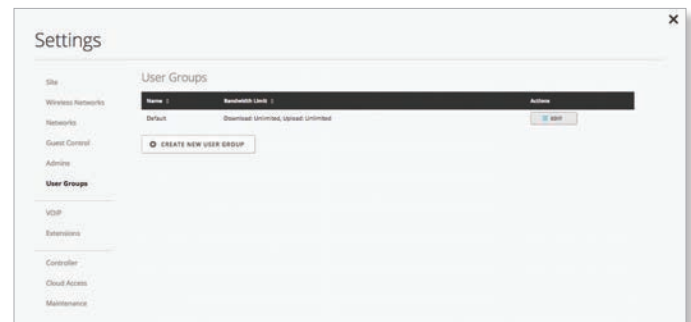 Settings
Site
Wireless Networks
Networks
Guest Control
Admins
User Groups
VOIP
Extensions
Controller
Cloud Access
Maintenance
User Groups
Name Bandwidth Limit Actions
Default Download: Unlimited, Upload: Unlimited EDIT
CREATE NEW USER GROUP